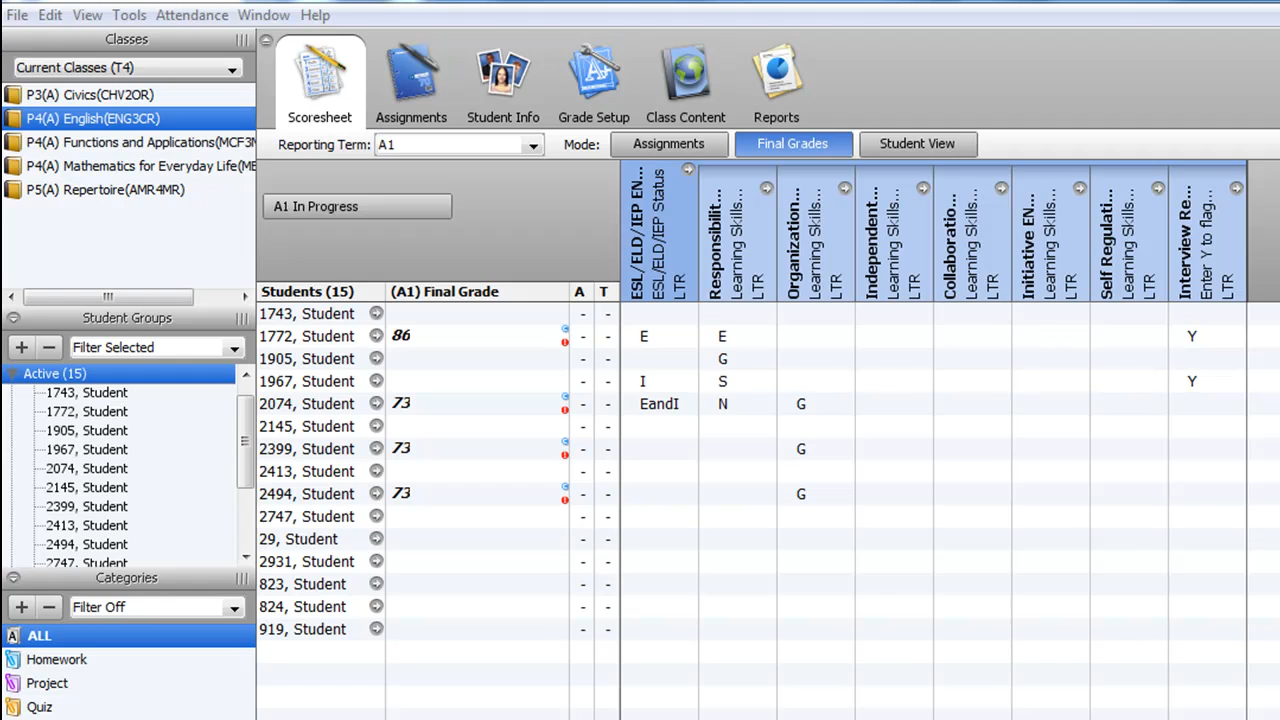 File Edit View Tools Attendance Window Help
Classes
Current Classes (T4)
P3(A) Civics(CHV2OR)
P4(A) English(ENG3CR)
P4(A) Functions and Applications(MCF3M
P4(A) Mathematics for Everyday Life(ME
P5(A) Repertoire(AMR4MR)
Student Groups
Filter Selected
Active (15)
1743, Student
1772, Student
1905, Student
1967, Student
2074, Student
2145, Student
2399, Student
2413, Student
2494, Student
2747, Student
Categories
Filter Off
ALL
Homework
Project
Quiz
Scoresheet Assignments Student Info Grade Setup Class Content Reports
Reporting Term: A1 Mode: Assignments Final Grades Student View
A1 In Progress
ESL/ELD/IEP EN... ESL/ELD/IEP Status LTR
Responsibilit... Learning Skills... LTR
Organization... Learning Skills... LTR
Independent... Learning Skills... LTR
Collaboratio... Learning Skills... LTR
Initiative EN... Learning Skills... LTR
Self Regulati... Learning Skills... LTR
Interview Re... Enter Y to flag... LTR
Students (15) (A1) Final Grade A T
1743, Student - -
1772, Student 86 - - E E Y
1905, Student - - G
1967, Student - - I S Y
2074, Student 73 - - EandI N G
2145, Student - -
2399, Student 73 - - G
2413, Student - -
2494, Student 73 - - G
2747, Student - -
29, Student - -
2931, Student - -
823, Student - -
824, Student - -
919, Student - -